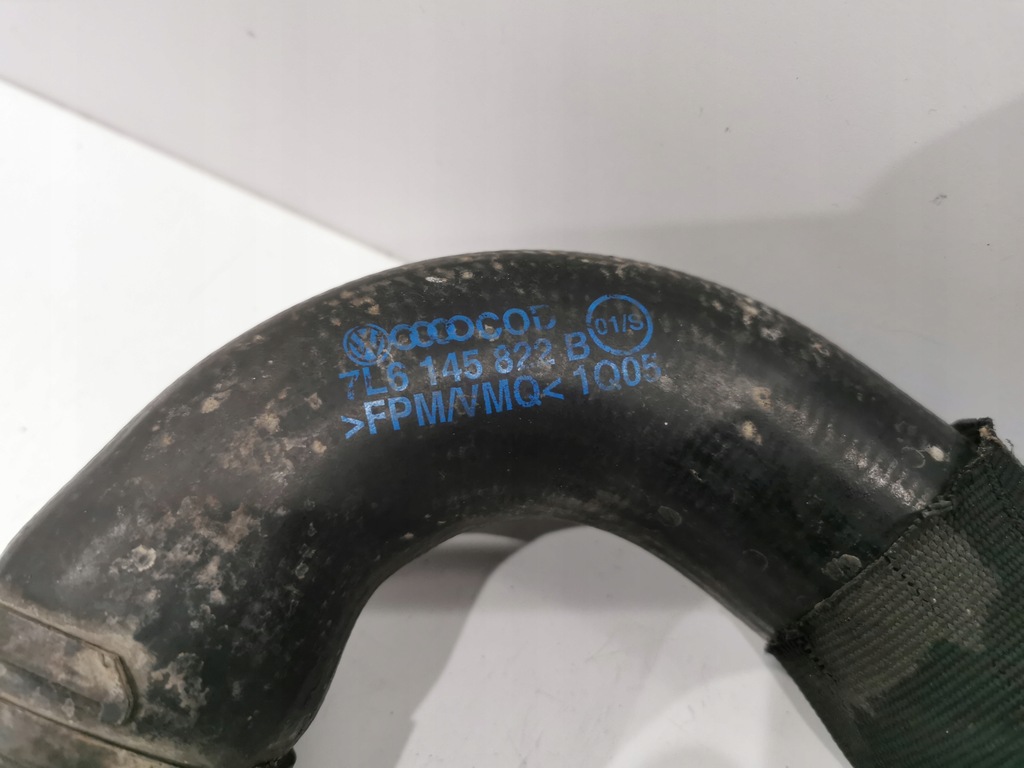 COD 01/S
7L6 145 822 B
>FPM/VMQ< 1Q05